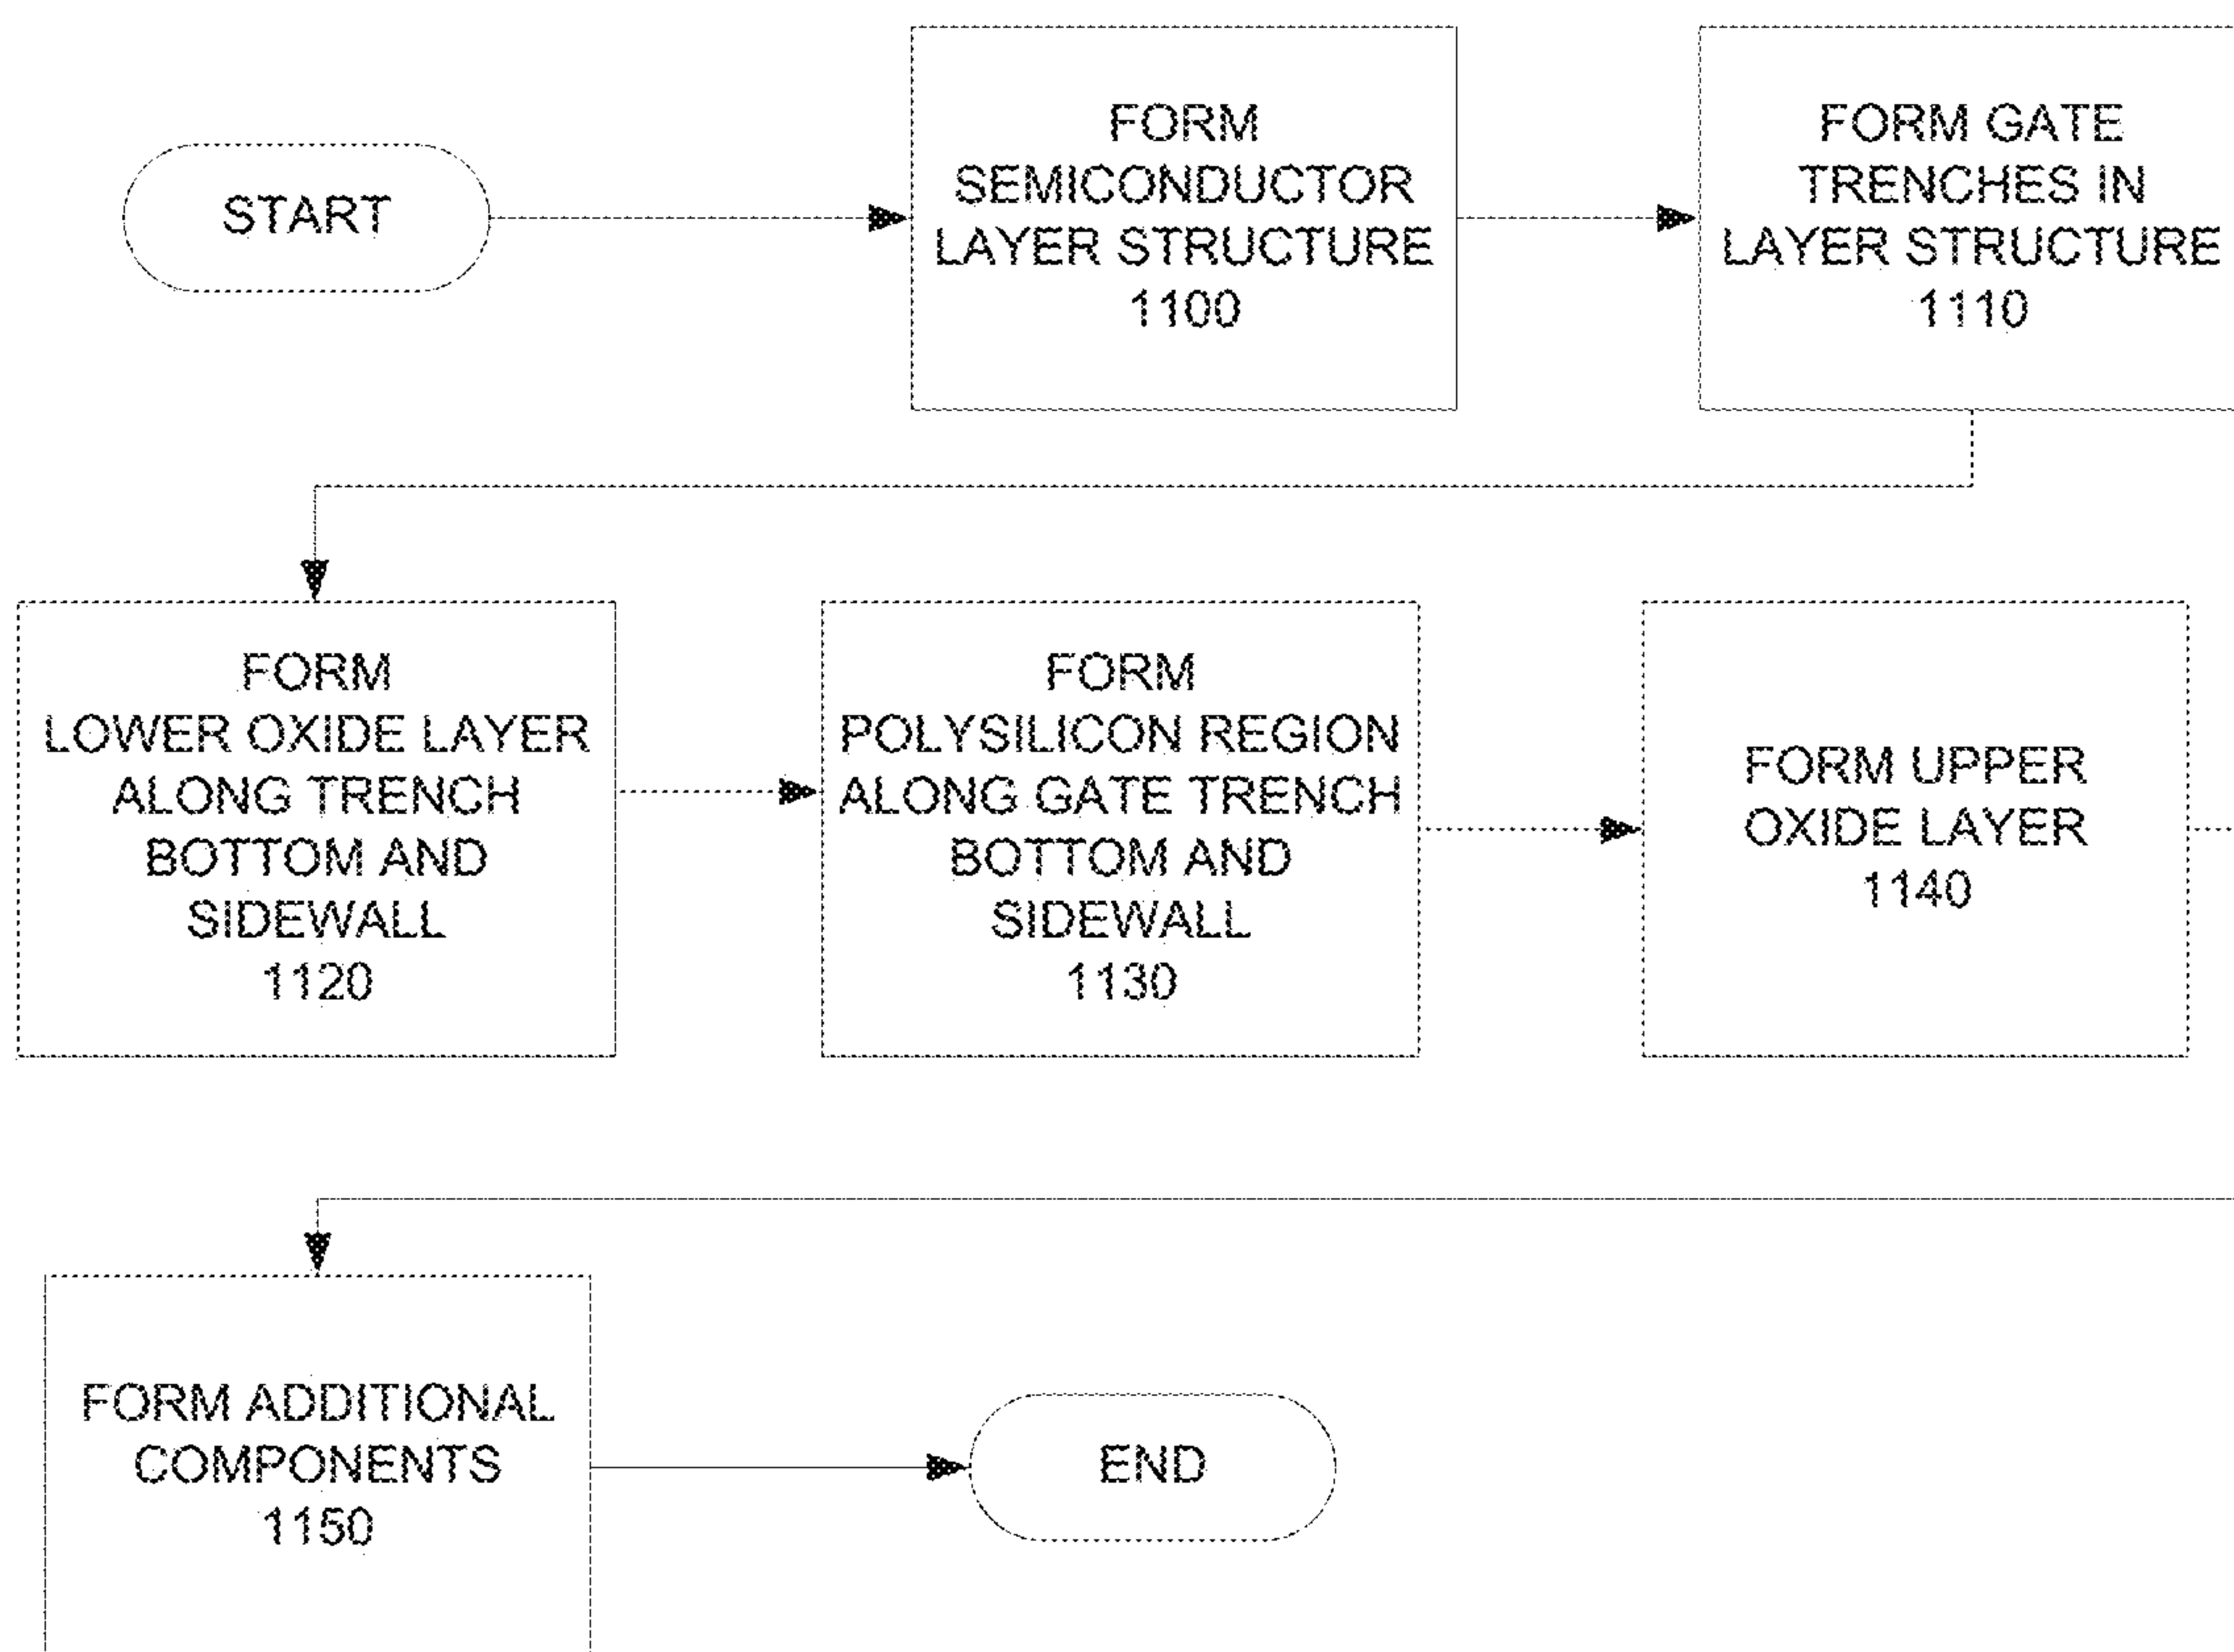 START
FORM
SEMICONDUCTOR
LAYER STRUCTURE
1100
FORM GATE
TRENCHES IN
LAYER STRUCTURE
1110
FORM
LOWER OXIDE LAYER
ALONG TRENCH
BOTTOM AND
SIDEWALL
1120
FORM
POLYSILICON REGION
ALONG GATE TRENCH
BOTTOM AND
SIDEWALL
1130
FORM UPPER
OXIDE LAYER
1140
FORM ADDITIONAL
COMPONENTS
1150
END